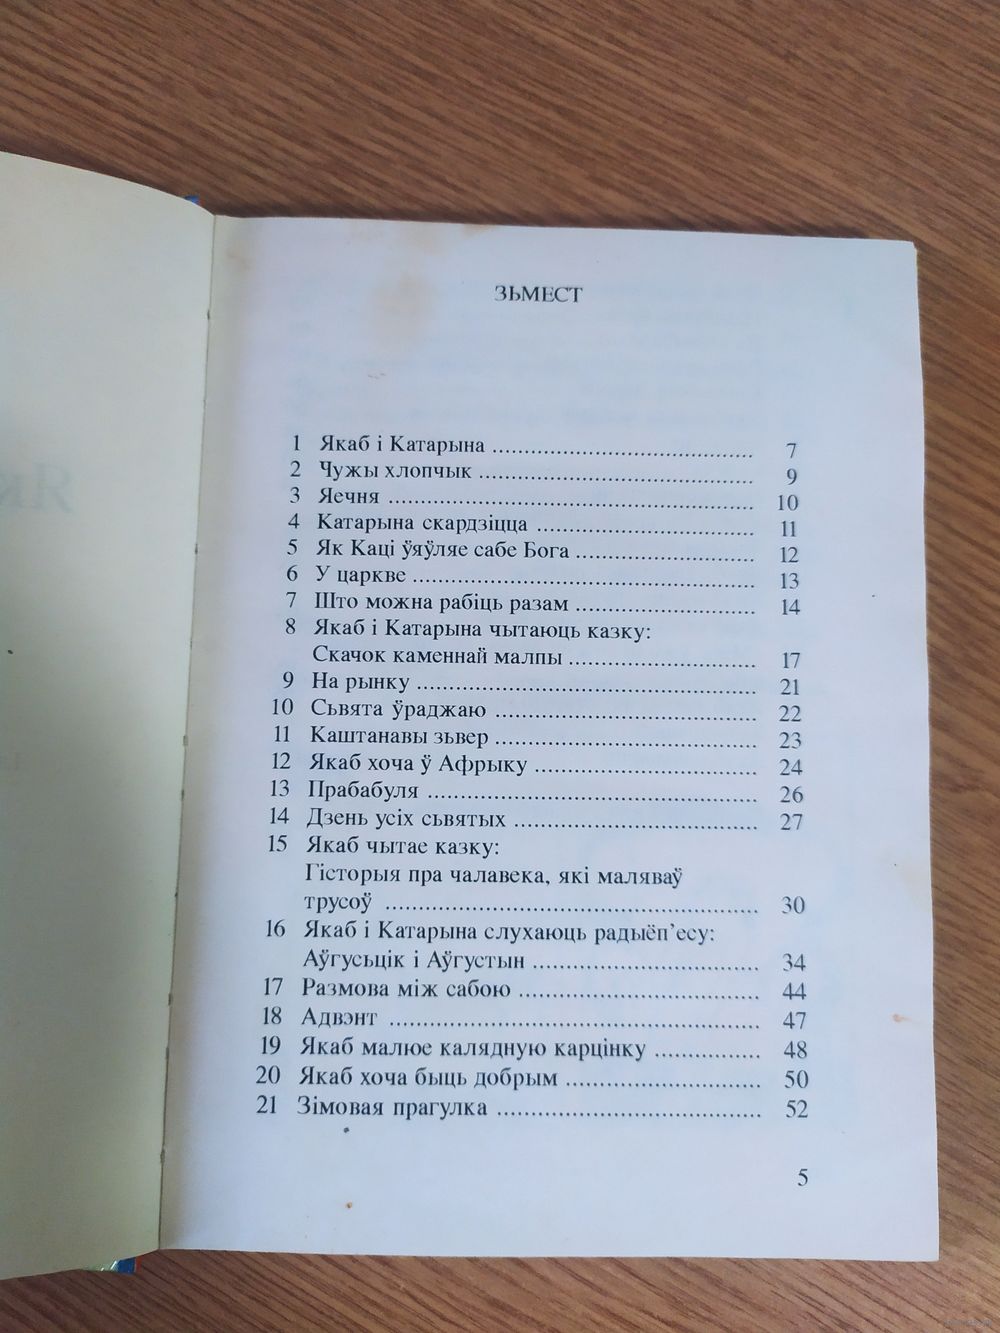 ЗЬМЕСТ
1 Якаб і Катарына ........................................ 7
2 Чужы хлопчык .......................................... 9
3 Яечня ........................................................ 10
4 Катарына скардзіцца ................................ 11
5 Як Каці ўяўляе сабе Бога .......................... 12
6 У царкве .................................................... 13
7 Што можна рабіць разам .......................... 14
8 Якаб і Катарына чытаюць казку:
Скачок каменнай малпы ........................... 17
9 На рынку .................................................... 21
10 Сьвята ўраджаю ........................................ 22
11 Каштанавы зьвер ....................................... 23
12 Якаб хоча ў Афрыку .................................. 24
13 Прабабуля .................................................. 26
14 Дзень усіх сьвятых .................................... 27
15 Якаб чытае казку:
Гісторыя пра чалавека, які маляваў
трусоў ........................................................ 30
16 Якаб і Катарына слухаюць радыёп'есу:
Аўгусьцік і Аўгустын .................................. 34
17 Размова між сабою .................................... 44
18 Адвэнт ........................................................ 47
19 Якаб малюе калядную карцінку ................ 48
20 Якаб хоча быць добрым ............................ 50
21 Зімовая прагулка ....................................... 52
5